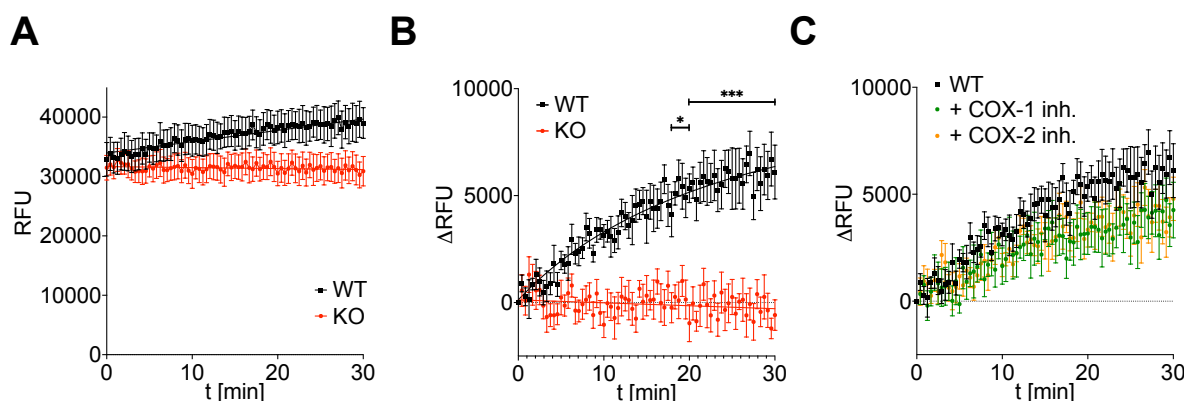 A
RFU
40000
30000
20000
10000
0
WT
KO
0
10
20
30
t [min]
B
ΔRFU
10000
5000
0
WT
KO
*
***
0
10
20
30
t [min]
C
ΔRFU
10000
5000
0
WT
+ COX-1 inh.
+ COX-2 inh.
0
10
20
30
t [min]